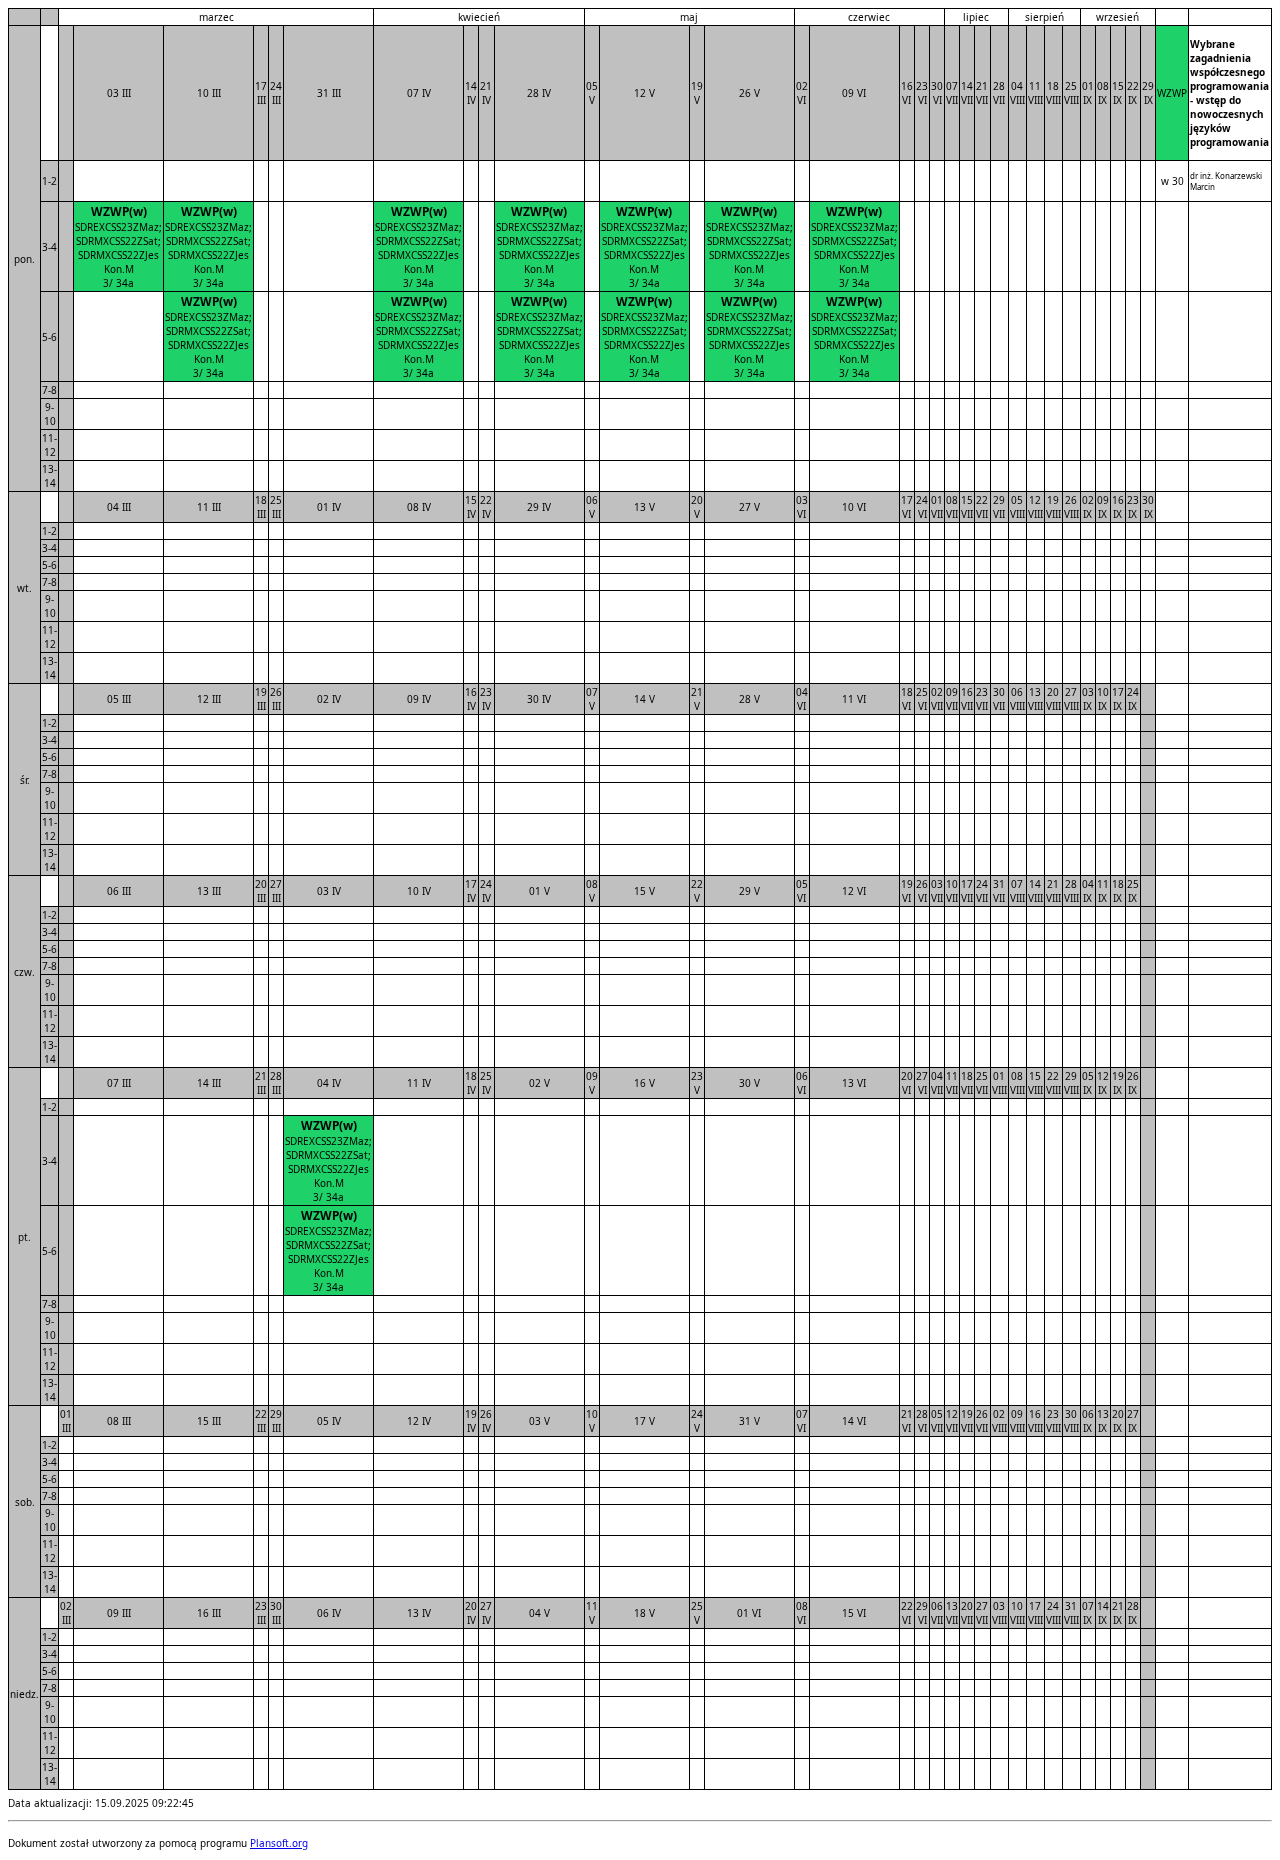 marzec kwiecień maj czerwiec lipiec sierpień wrzesień
pon. 03 III 10 III 17 III 24 III 31 III 07 IV 14 IV 21 IV 28 IV 05 V 12 V 19 V 26 V 02 VI 09 VI 16 VI 23 VI 30 VI 07 VII 14 VII 21 VII 28 VII 04 VIII 11 VIII 18 VIII 25 VIII 01 IX 08 IX 15 IX 22 IX 29 IX WZWP Wybrane zagadnienia współczesnego programowania - wstęp do nowoczesnych języków programowania
1-2 w 30 dr inż. Konarzewski Marcin
3-4
WZWP(w) WZWP(w) WZWP(w) WZWP(w) WZWP(w) WZWP(w) WZWP(w)
SDREXCSS23ZMaz; SDREXCSS23ZMaz; SDREXCSS23ZMaz; SDREXCSS23ZMaz; SDREXCSS23ZMaz; SDREXCSS23ZMaz; SDREXCSS23ZMaz;
SDRMXCSS22ZSat; SDRMXCSS22ZSat; SDRMXCSS22ZSat; SDRMXCSS22ZSat; SDRMXCSS22ZSat; SDRMXCSS22ZSat; SDRMXCSS22ZSat;
SDRMXCSS22ZJes SDRMXCSS22ZJes SDRMXCSS22ZJes SDRMXCSS22ZJes SDRMXCSS22ZJes SDRMXCSS22ZJes SDRMXCSS22ZJes
Kon.M Kon.M Kon.M Kon.M Kon.M Kon.M Kon.M
3/ 34a 3/ 34a 3/ 34a 3/ 34a 3/ 34a 3/ 34a 3/ 34a
5-6
WZWP(w) WZWP(w) WZWP(w) WZWP(w) WZWP(w) WZWP(w)
SDREXCSS23ZMaz; SDREXCSS23ZMaz; SDREXCSS23ZMaz; SDREXCSS23ZMaz; SDREXCSS23ZMaz; SDREXCSS23ZMaz;
SDRMXCSS22ZSat; SDRMXCSS22ZSat; SDRMXCSS22ZSat; SDRMXCSS22ZSat; SDRMXCSS22ZSat; SDRMXCSS22ZSat;
SDRMXCSS22ZJes SDRMXCSS22ZJes SDRMXCSS22ZJes SDRMXCSS22ZJes SDRMXCSS22ZJes SDRMXCSS22ZJes
Kon.M Kon.M Kon.M Kon.M Kon.M Kon.M
3/ 34a 3/ 34a 3/ 34a 3/ 34a 3/ 34a 3/ 34a
7-8
9-10
11-12
13-14
wt. 04 III 11 III 18 III 25 III 01 IV 08 IV 15 IV 22 IV 29 IV 06 V 13 V 20 V 27 V 03 VI 10 VI 17 VI 24 VI 01 VII 08 VII 15 VII 22 VII 29 VII 05 VIII 12 VIII 19 VIII 26 VIII 02 IX 09 IX 16 IX 23 IX 30 IX
1-2
3-4
5-6
7-8
9-10
11-12
13-14
śr. 05 III 12 III 19 III 26 III 02 IV 09 IV 16 IV 23 IV 30 IV 07 V 14 V 21 V 28 V 04 VI 11 VI 18 VI 25 VI 02 VII 09 VII 16 VII 23 VII 30 VII 06 VIII 13 VIII 20 VIII 27 VIII 03 IX 10 IX 17 IX 24 IX
1-2
3-4
5-6
7-8
9-10
11-12
13-14
czw. 06 III 13 III 20 III 27 III 03 IV 10 IV 17 IV 24 IV 01 V 08 V 15 V 22 V 29 V 05 VI 12 VI 19 VI 26 VI 03 VII 10 VII 17 VII 24 VII 31 VII 07 VIII 14 VIII 21 VIII 28 VIII 04 IX 11 IX 18 IX 25 IX
1-2
3-4
5-6
7-8
9-10
11-12
13-14
pt. 07 III 14 III 21 III 28 III 04 IV 11 IV 18 IV 25 IV 02 V 09 V 16 V 23 V 30 V 06 VI 13 VI 20 VI 27 VI 04 VII 11 VII 18 VII 25 VII 01 VIII 08 VIII 15 VIII 22 VIII 29 VIII 05 IX 12 IX 19 IX 26 IX
1-2
3-4
WZWP(w)
SDREXCSS23ZMaz;
SDRMXCSS22ZSat;
SDRMXCSS22ZJes
Kon.M
3/ 34a
5-6
WZWP(w)
SDREXCSS23ZMaz;
SDRMXCSS22ZSat;
SDRMXCSS22ZJes
Kon.M
3/ 34a
7-8
9-10
11-12
13-14
sob. 01 III 08 III 15 III 22 III 29 III 05 IV 12 IV 19 IV 26 IV 03 V 10 V 17 V 24 V 31 V 07 VI 14 VI 21 VI 28 VI 05 VII 12 VII 19 VII 26 VII 02 VIII 09 VIII 16 VIII 23 VIII 30 VIII 06 IX 13 IX 20 IX 27 IX
1-2
3-4
5-6
7-8
9-10
11-12
13-14
niedz. 02 III 09 III 16 III 23 III 30 III 06 IV 13 IV 20 IV 27 IV 04 V 11 V 18 V 25 V 01 VI 08 VI 15 VI 22 VI 29 VI 06 VII 13 VII 20 VII 27 VII 03 VIII 10 VIII 17 VIII 24 VIII 31 VIII 07 IX 14 IX 21 IX 28 IX
1-2
3-4
5-6
7-8
9-10
11-12
13-14
Data aktualizacji: 15.09.2025 09:22:45
Dokument został utworzony za pomocą programu Plansoft.org